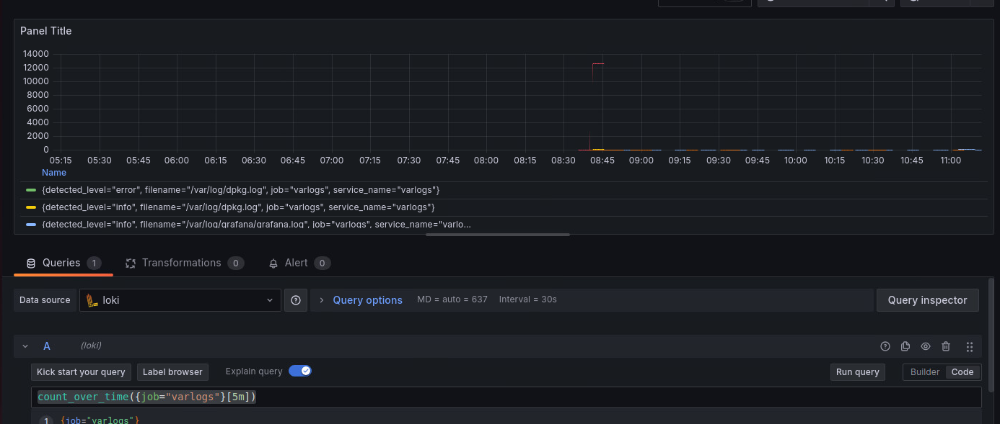 Panel Title
14000
12000
10000
8000
6000
4000
2000
0
05:15 05:30 05:45 06:00 06:15 06:30 06:45 07:00 07:15 07:30 07:45 08:00 08:15 08:30 08:45 09:00 09:15 09:30 09:45 10:00 10:15 10:30 10:45 11:00
Name
{detected_level="error", filename="/var/log/dpkg.log", job="varlogs", service_name="varlogs"}
{detected_level="info", filename="/var/log/dpkg.log", job="varlogs", service_name="varlogs"}
{detected_level="info", filename="/var/log/grafana/grafana.log", job="varlogs", service_name="varlo...
Queries 1 Transformations 0 Alert 0
Data source loki Query options MD = auto = 637 Interval = 30s Query inspector
A (loki)
Kick start your query Label browser Explain query Run query Builder Code
count_over_time({job="varlogs"}[5m])
1 {job="varlogs"}